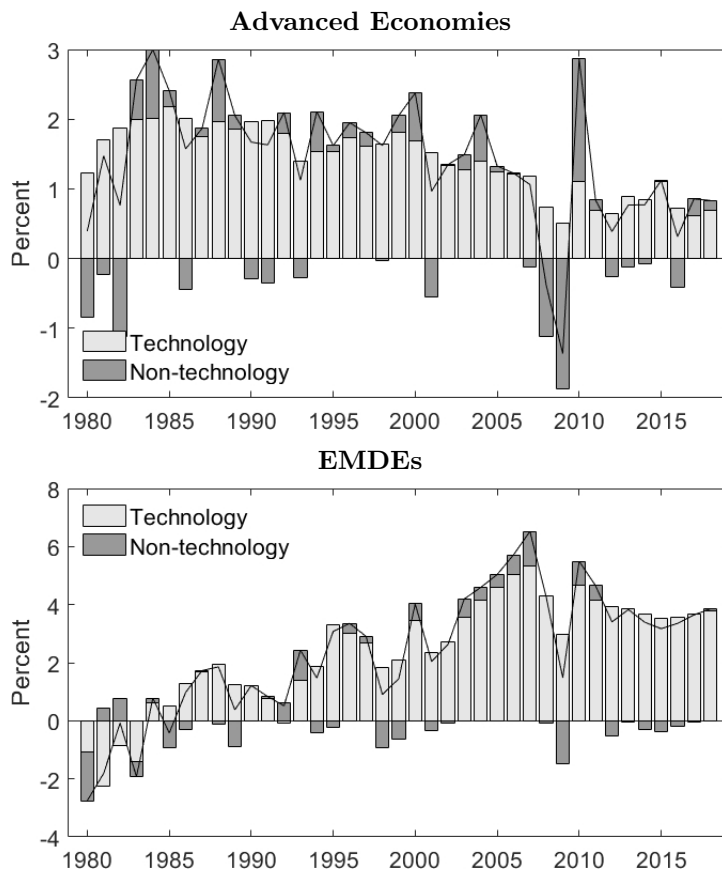 Advanced Economies
3
2
1
0
-1
-2
Percent
Technology
Non-technology
1980 1985 1990 1995 2000 2005 2010 2015
EMDEs
8
6
4
2
0
-2
-4
Percent
Technology
Non-technology
1980 1985 1990 1995 2000 2005 2010 2015